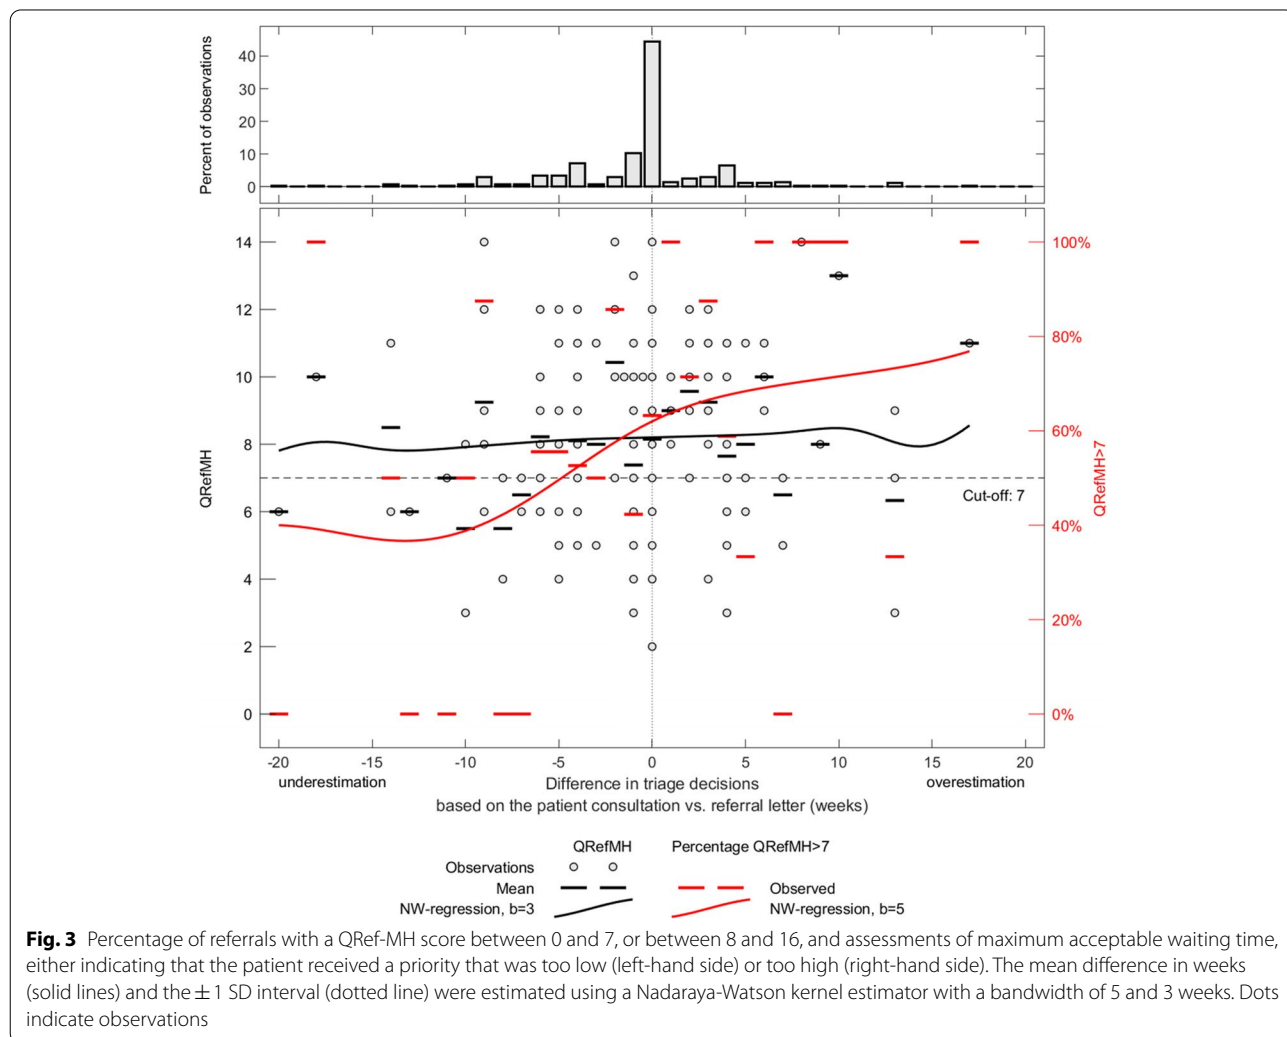 Percent of observations
40
30
20
10
0
QRefMH
14
12
10
8
6
4
2
0
100%
80%
60%
40%
20%
0%
QRefMH>7
Cut-off: 7
-20 -15 -10 -5 0 5 10 15 20
underestimation Difference in triage decisions overestimation
based on the patient consultation vs. referral letter (weeks)
QRefMH Percentage QRefMH>7
Observations
Mean Observed
NW-regression, b=3 NW-regression, b=5
Fig. 3 Percentage of referrals with a QRef-MH score between 0 and 7, or between 8 and 16, and assessments of maximum acceptable waiting time,
either indicating that the patient received a priority that was too low (left-hand side) or too high (right-hand side). The mean difference in weeks
(solid lines) and the ± 1 SD interval (dotted line) were estimated using a Nadaraya-Watson kernel estimator with a bandwidth of 5 and 3 weeks. Dots
indicate observations